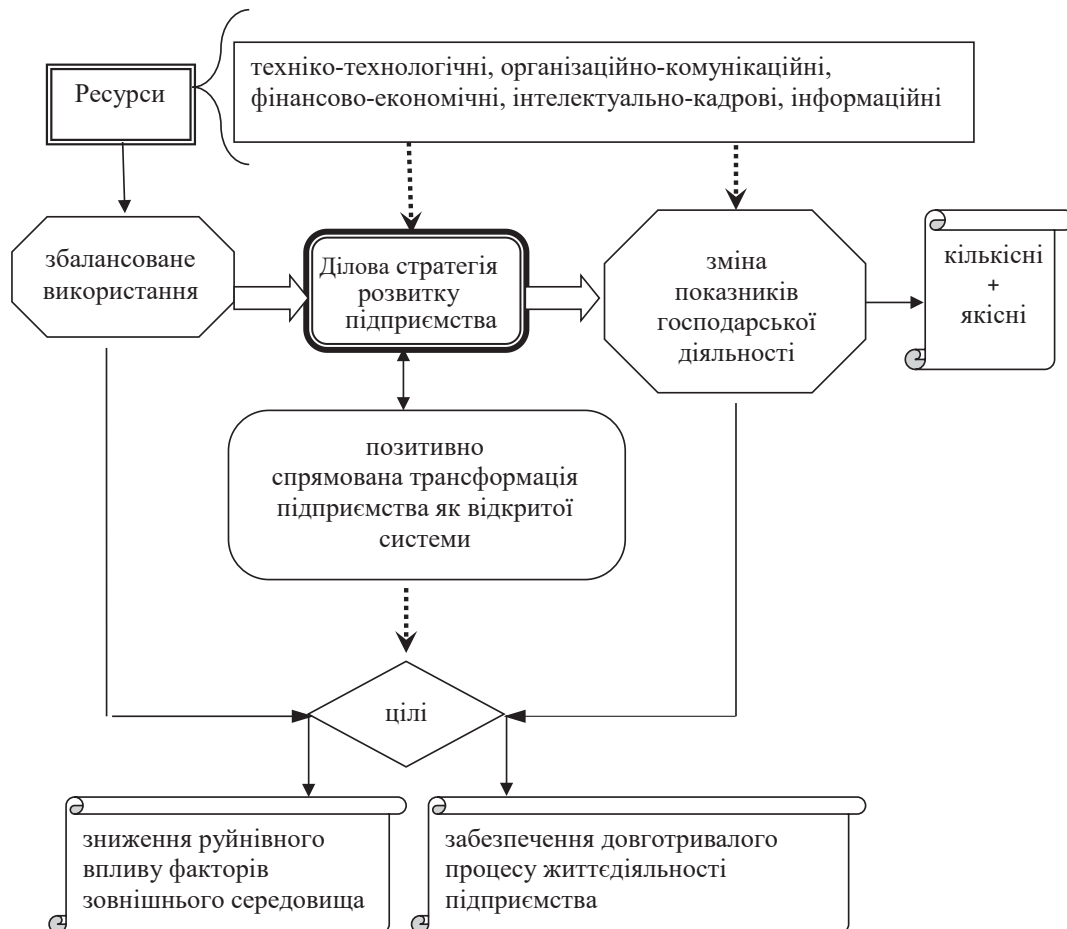 Ресурси
техніко-технологічні, організаційно-комунікаційні,
фінансово-економічні, інтелектуально-кадрові, інформаційні
збалансоване
використання
Ділова стратегія
розвитку
підприємства
зміна
показників
господарської
діяльності
кількісні
+
якісні
позитивно
спрямована трансформація
підприємства як відкритої
системи
цілі
зниження руйнівного
впливу факторів
зовнішнього середовища
забезпечення довготривалого
процесу життєдіяльності
підприємства